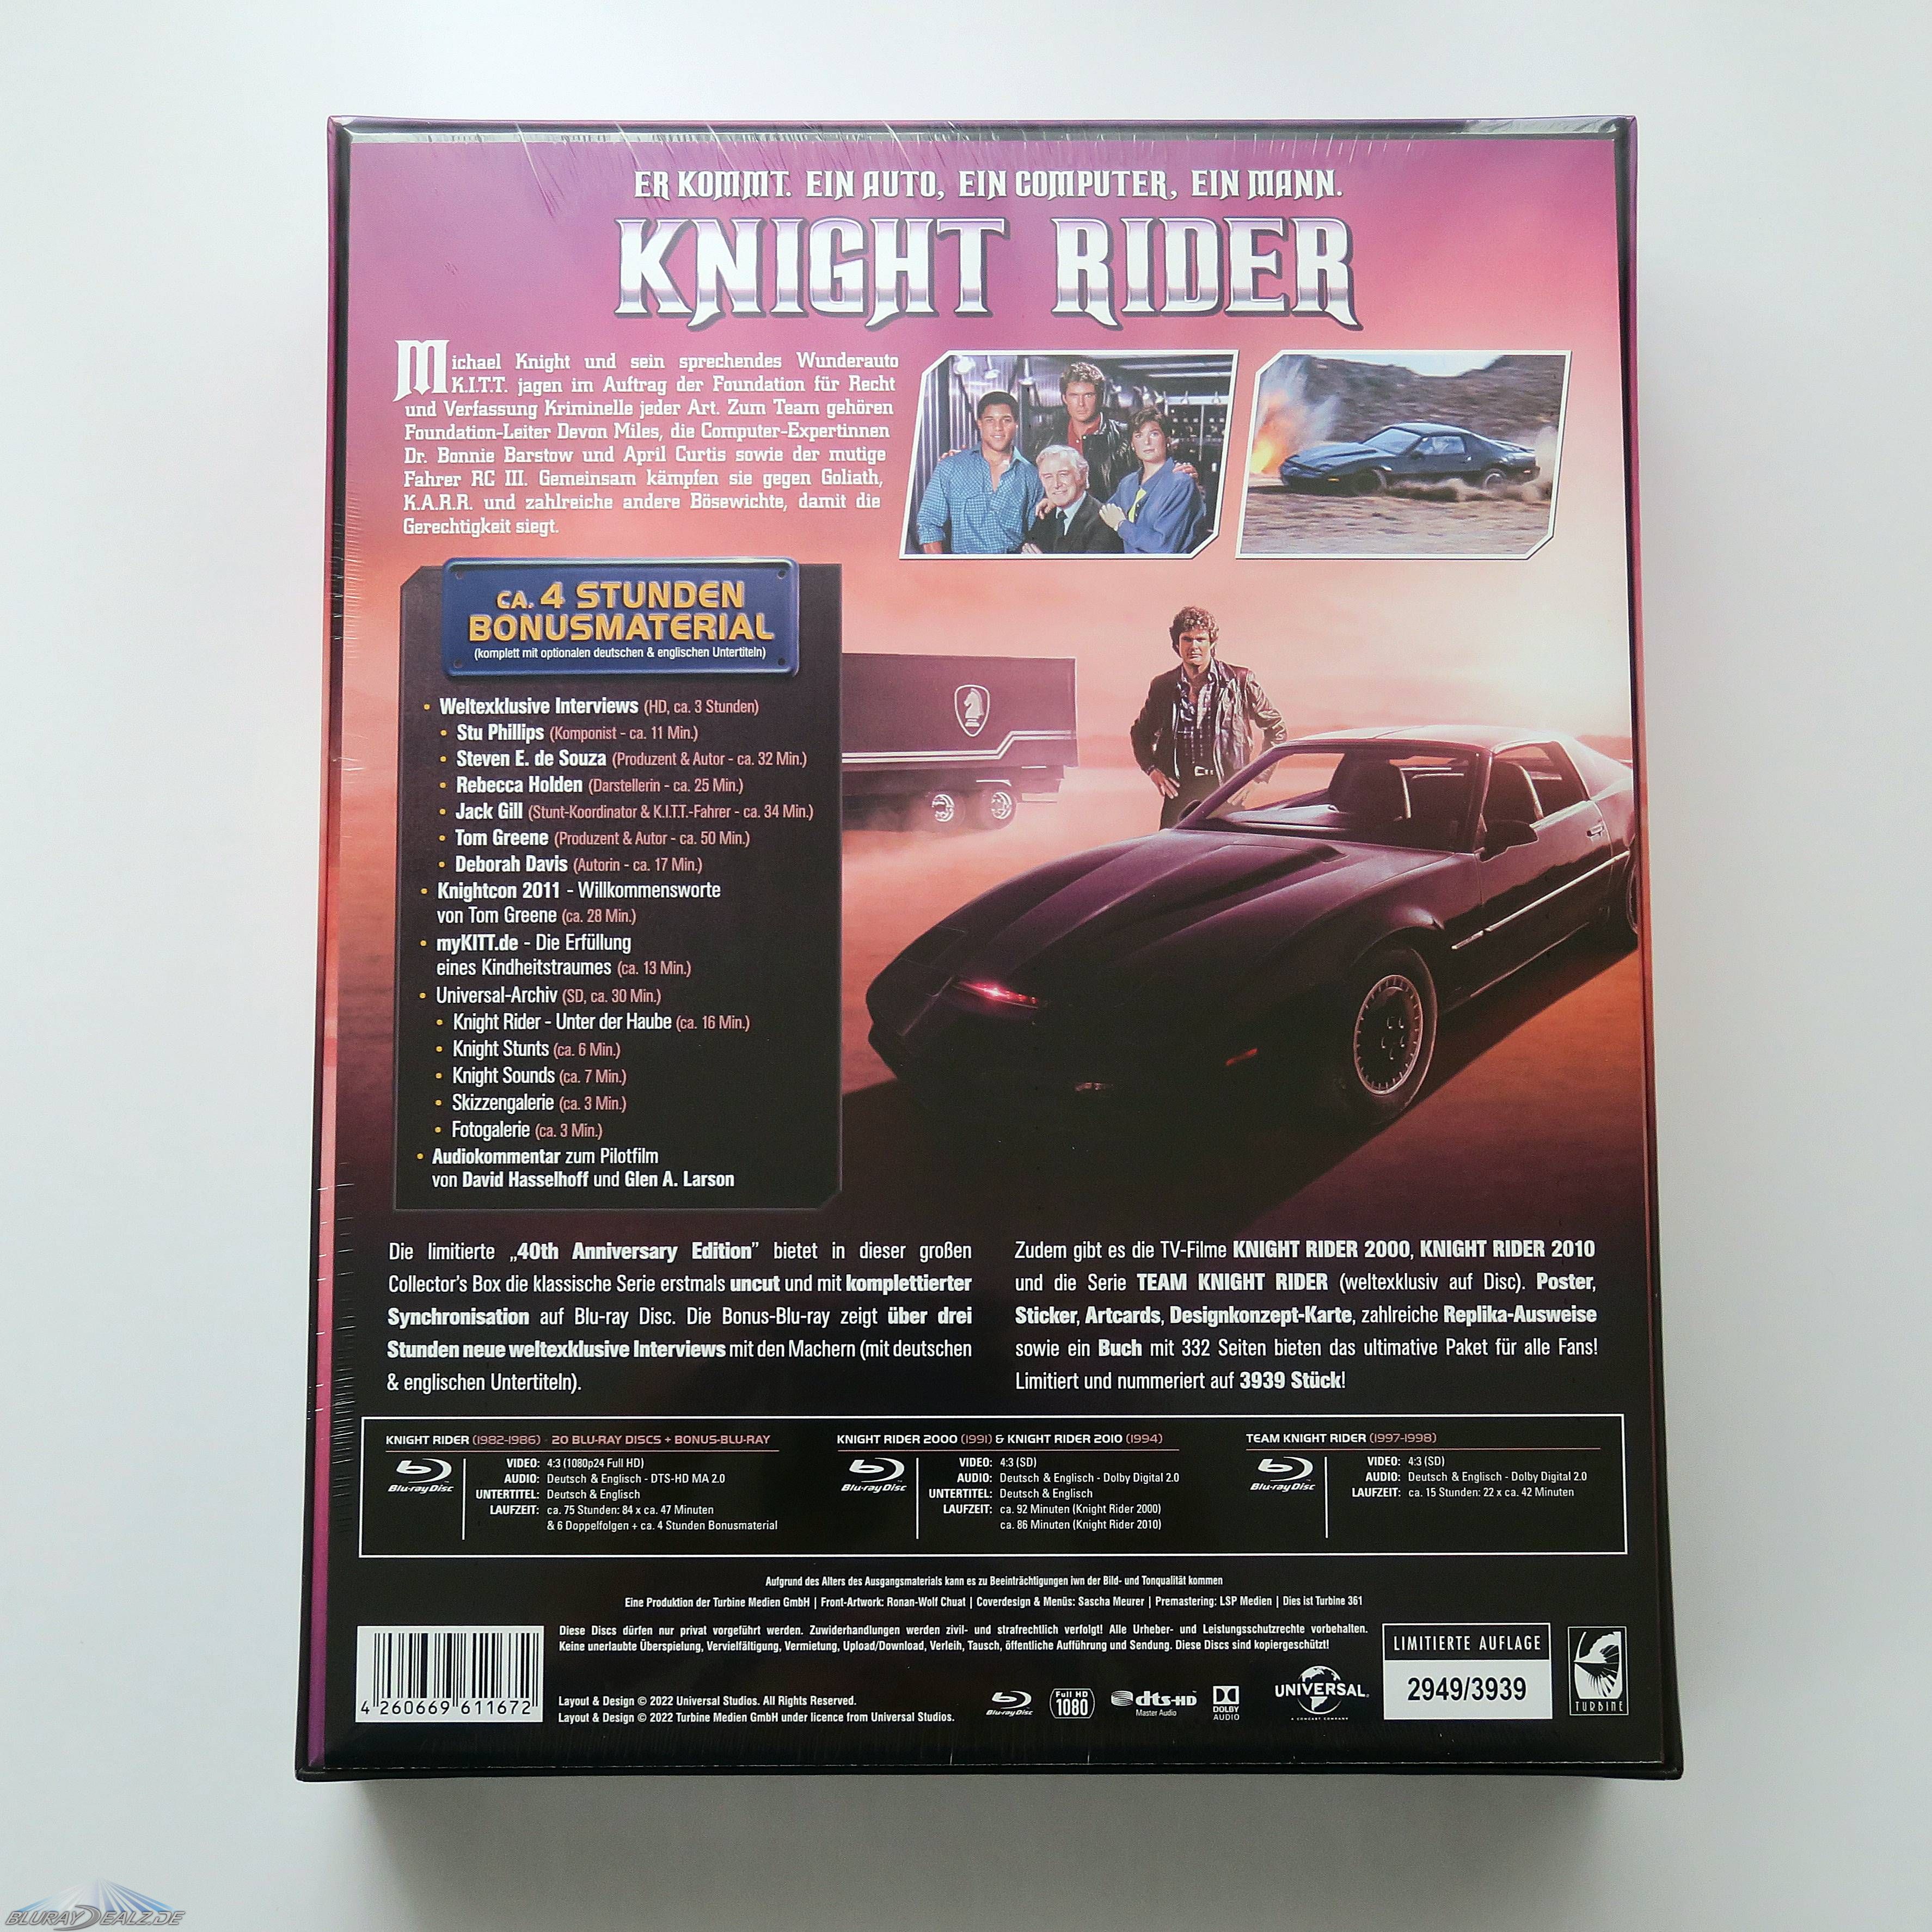 ER KOMMT. EIN AUTO, EIN COMPUTER, EIN MANN.
KNIGHT RIDER
Michael Knight und sein sprechendes Wunderauto
K.I.T.T. jagen im Auftrag der Foundation für Recht
und Verfassung Kriminelle jeder Art. Zum Team gehören
Foundation-Leiter Devon Miles, die Computer-Expertinnen
Dr. Bonnie Barstow und April Curtis sowie der mutige
Fahrer RC III. Gemeinsam kämpfen sie gegen Goliath,
K.A.R.R. und zahlreiche andere Bösewichte, damit die
Gerechtigkeit siegt.
CA. 4 STUNDEN
BONUSMATERIAL
(komplett mit optionalen deutschen & englischen Untertiteln)
• Weltexklusive Interviews (HD, ca. 3 Stunden)
• Stu Phillips (Komponist - ca. 11 Min.)
• Steven E. de Souza (Produzent & Autor - ca. 32 Min.)
• Rebecca Holden (Darstellerin - ca. 25 Min.)
• Jack Gill (Stunt-Koordinator & K.I.T.T.-Fahrer - ca. 34 Min.)
• Tom Greene (Produzent & Autor - ca. 50 Min.)
• Deborah Davis (Autorin - ca. 17 Min.)
• Knightcon 2011 - Willkommensworte
von Tom Greene (ca. 28 Min.)
• myKITT.de - Die Erfüllung
eines Kindheitstraumes (ca. 13 Min.)
• Universal-Archiv (SD, ca. 30 Min.)
• Knight Rider - Unter der Haube (ca. 16 Min.)
• Knight Stunts (ca. 6 Min.)
• Knight Sounds (ca. 7 Min.)
• Skizzengalerie (ca. 3 Min.)
• Fotogalerie (ca. 3 Min.)
• Audiokommentar zum Pilotfilm
von David Hasselhoff und Glen A. Larson
Die limitierte „40th Anniversary Edition” bietet in dieser großen
Collector's Box die klassische Serie erstmals uncut und mit komplettierter
Synchronisation auf Blu-ray Disc. Die Bonus-Blu-ray zeigt über drei
Stunden neue weltexklusive Interviews mit den Machern (mit deutschen
& englischen Untertiteln).
Zudem gibt es die TV-Filme KNIGHT RIDER 2000, KNIGHT RIDER 2010
und die Serie TEAM KNIGHT RIDER (weltexklusiv auf Disc). Poster,
Sticker, Artcards, Designkonzept-Karte, zahlreiche Replika-Ausweise
sowie ein Buch mit 332 Seiten bieten das ultimative Paket für alle Fans!
Limitiert und nummeriert auf 3939 Stück!
KNIGHT RIDER (1982-1986) · 20 BLU-RAY DISCS + BONUS-BLU-RAY
Blu-ray Disc
VIDEO: 4:3 (1080p24 Full HD)
AUDIO: Deutsch & Englisch - DTS-HD MA 2.0
UNTERTITEL: Deutsch & Englisch
LAUFZEIT: ca. 75 Stunden: 84 x ca. 47 Minuten
& 6 Doppelfolgen + ca. 4 Stunden Bonusmaterial
KNIGHT RIDER 2000 (1991) & KNIGHT RIDER 2010 (1994)
Blu-ray Disc
VIDEO: 4:3 (SD)
AUDIO: Deutsch & Englisch - Dolby Digital 2.0
UNTERTITEL: Deutsch & Englisch
LAUFZEIT: ca. 92 Minuten (Knight Rider 2000)
ca. 86 Minuten (Knight Rider 2010)
TEAM KNIGHT RIDER (1997-1998)
Blu-ray Disc
VIDEO: 4:3 (SD)
AUDIO: Deutsch & Englisch - Dolby Digital 2.0
LAUFZEIT: ca. 15 Stunden: 22 x ca. 42 Minuten
Aufgrund des Alters des Ausgangsmaterials kann es zu Beeinträchtigungen iwn der Bild- und Tonqualität kommen
Eine Produktion der Turbine Medien GmbH | Front-Artwork: Ronan-Wolf Chuat | Coverdesign & Menüs: Sascha Meurer | Premastering: LSP Medien | Dies ist Turbine 361
Diese Discs dürfen nur privat vorgeführt werden. Zuwiderhandlungen werden zivil- und strafrechtlich verfolgt! Alle Urheber- und Leistungsschutzrechte vorbehalten.
Keine unerlaubte Überspielung, Vervielfältigung, Vermietung, Upload/Download, Verleih, Tausch, öffentliche Aufführung und Sendung. Diese Discs sind kopiergeschützt!
4 260669 611672
Layout & Design © 2022 Universal Studios. All Rights Reserved.
Layout & Design © 2022 Turbine Medien GmbH under licence from Universal Studios.
Blu-ray Disc
Full HD
1080
dts-HD
Master Audio
DOLBY
AUDIO
UNIVERSAL
A COMCAST COMPANY
LIMITIERTE AUFLAGE
2949/3939
TURBINE
BLURAYDEALZ.DE